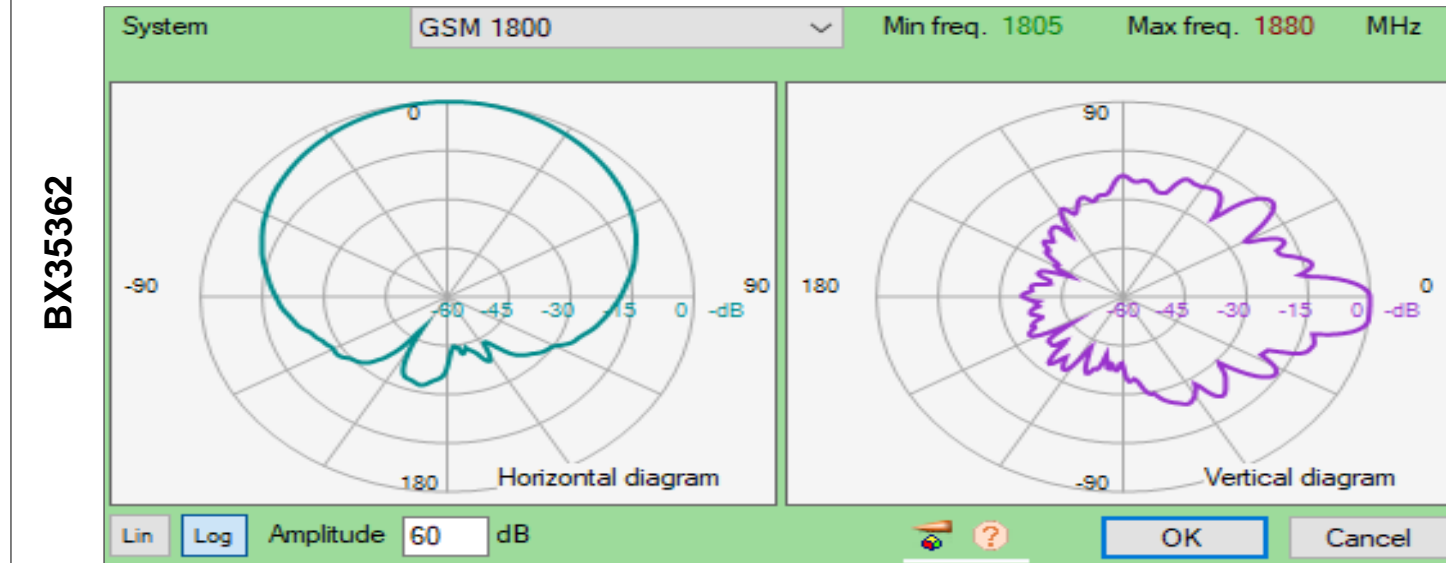 BX35362
System GSM 1800 Min freq. 1805 Max freq. 1880 MHz
0
-90 90
-60 -45 -30 -15 0 -dB
180 Horizontal diagram
90
180 0
-60 -45 -30 -15 0 -dB
-90 Vertical diagram
Lin Log Amplitude 60 dB ? OK Cancel